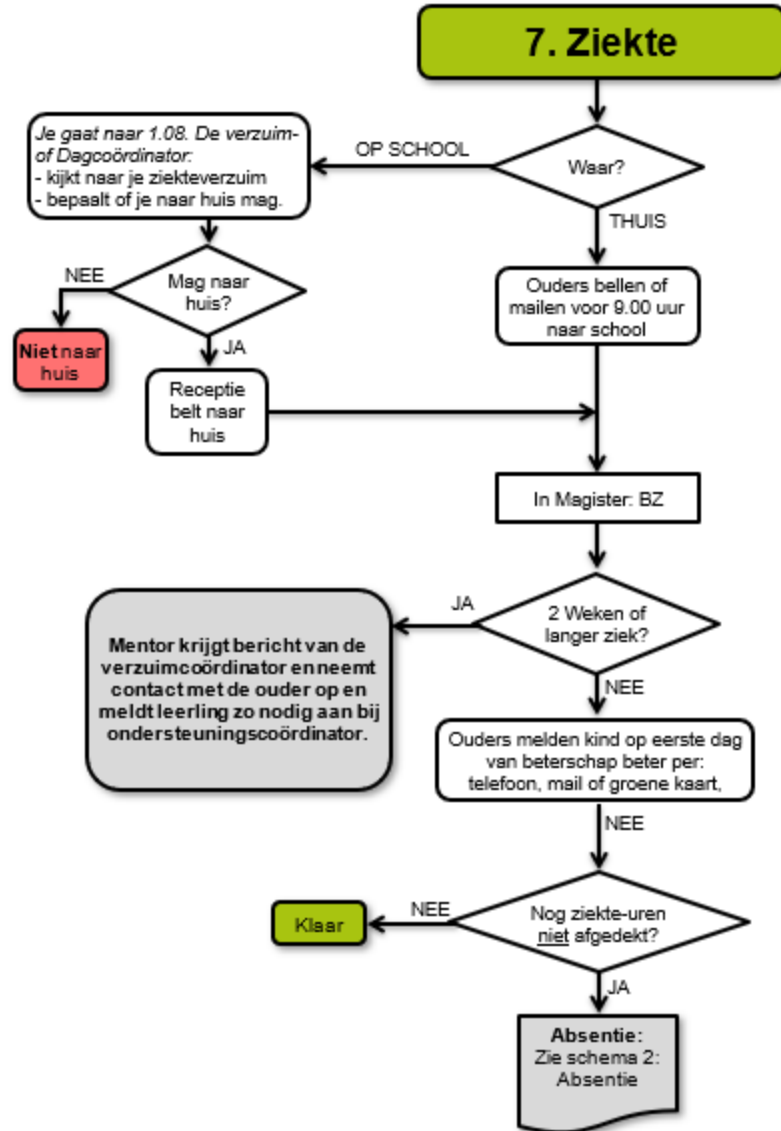 7. Ziekte
Je gaat naar 1.08. De verzuim-
of Dagcoördinator:
- kijkt naar je ziekteverzuim
- bepaalt of je naar huis mag.
OP SCHOOL
Waar?
THUIS
NEE
Mag naar
huis?
Ouders bellen of
mailen voor 9.00 uur
naar school
Niet naar
huis
JA
Receptie
belt naar
huis
In Magister: BZ
JA
2 Weken of
langer ziek?
Mentor krijgt bericht van de
verzuimcoördinator en neemt
contact met de ouder op en
meldt leerling zo nodig aan bij
ondersteuningscoördinator.
NEE
Ouders melden kind op eerste dag
van beterschap beter per:
telefoon, mail of groene kaart,
NEE
Klaar
NEE
Nog ziekte-uren
niet afgedekt?
JA
Absentie:
Zie schema 2:
Absentie